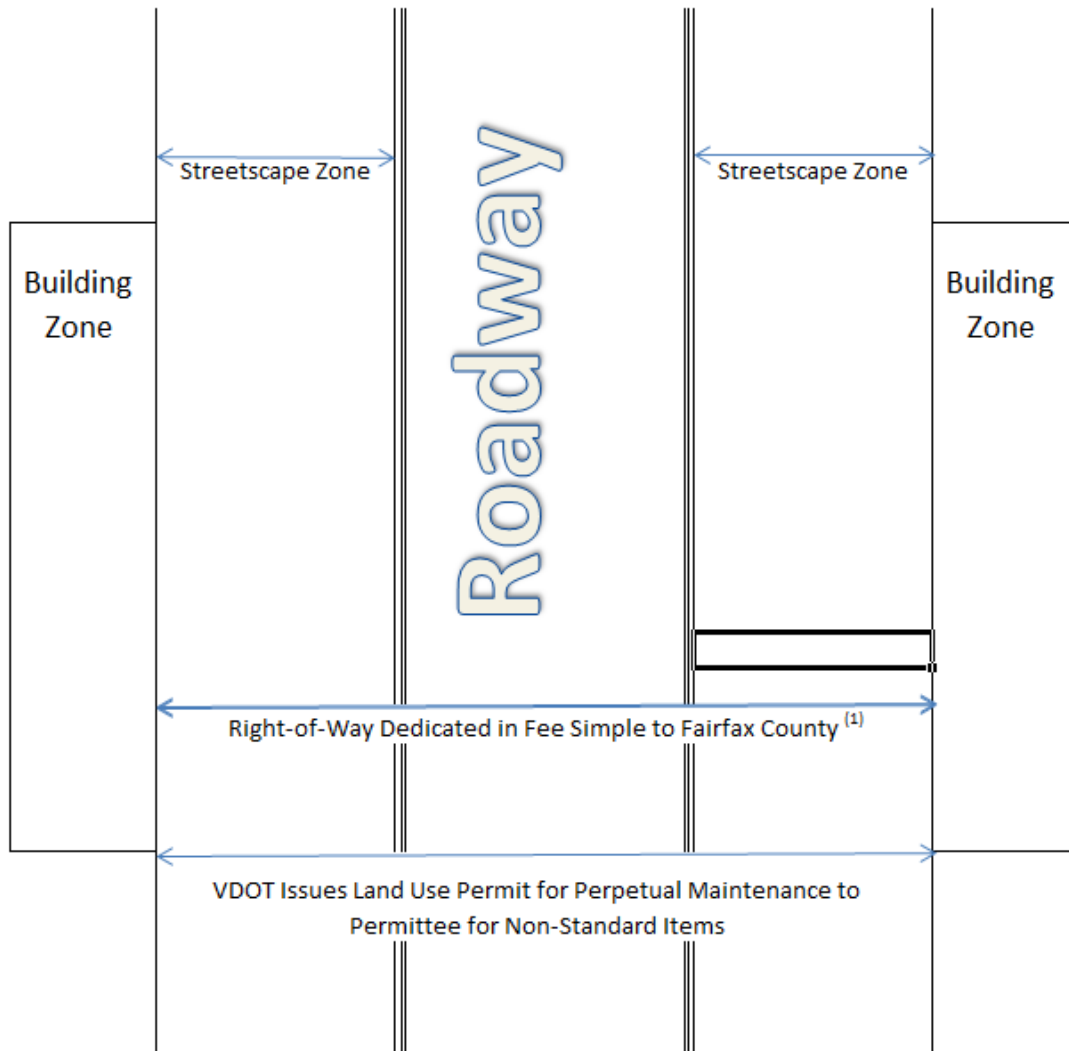 Streetscape Zone
Streetscape Zone
Building
Zone
Roadway
Building
Zone
Right-of-Way Dedicated in Fee Simple to Fairfax County (1)
VDOT Issues Land Use Permit for Perpetual Maintenance to
Permittee for Non-Standard Items